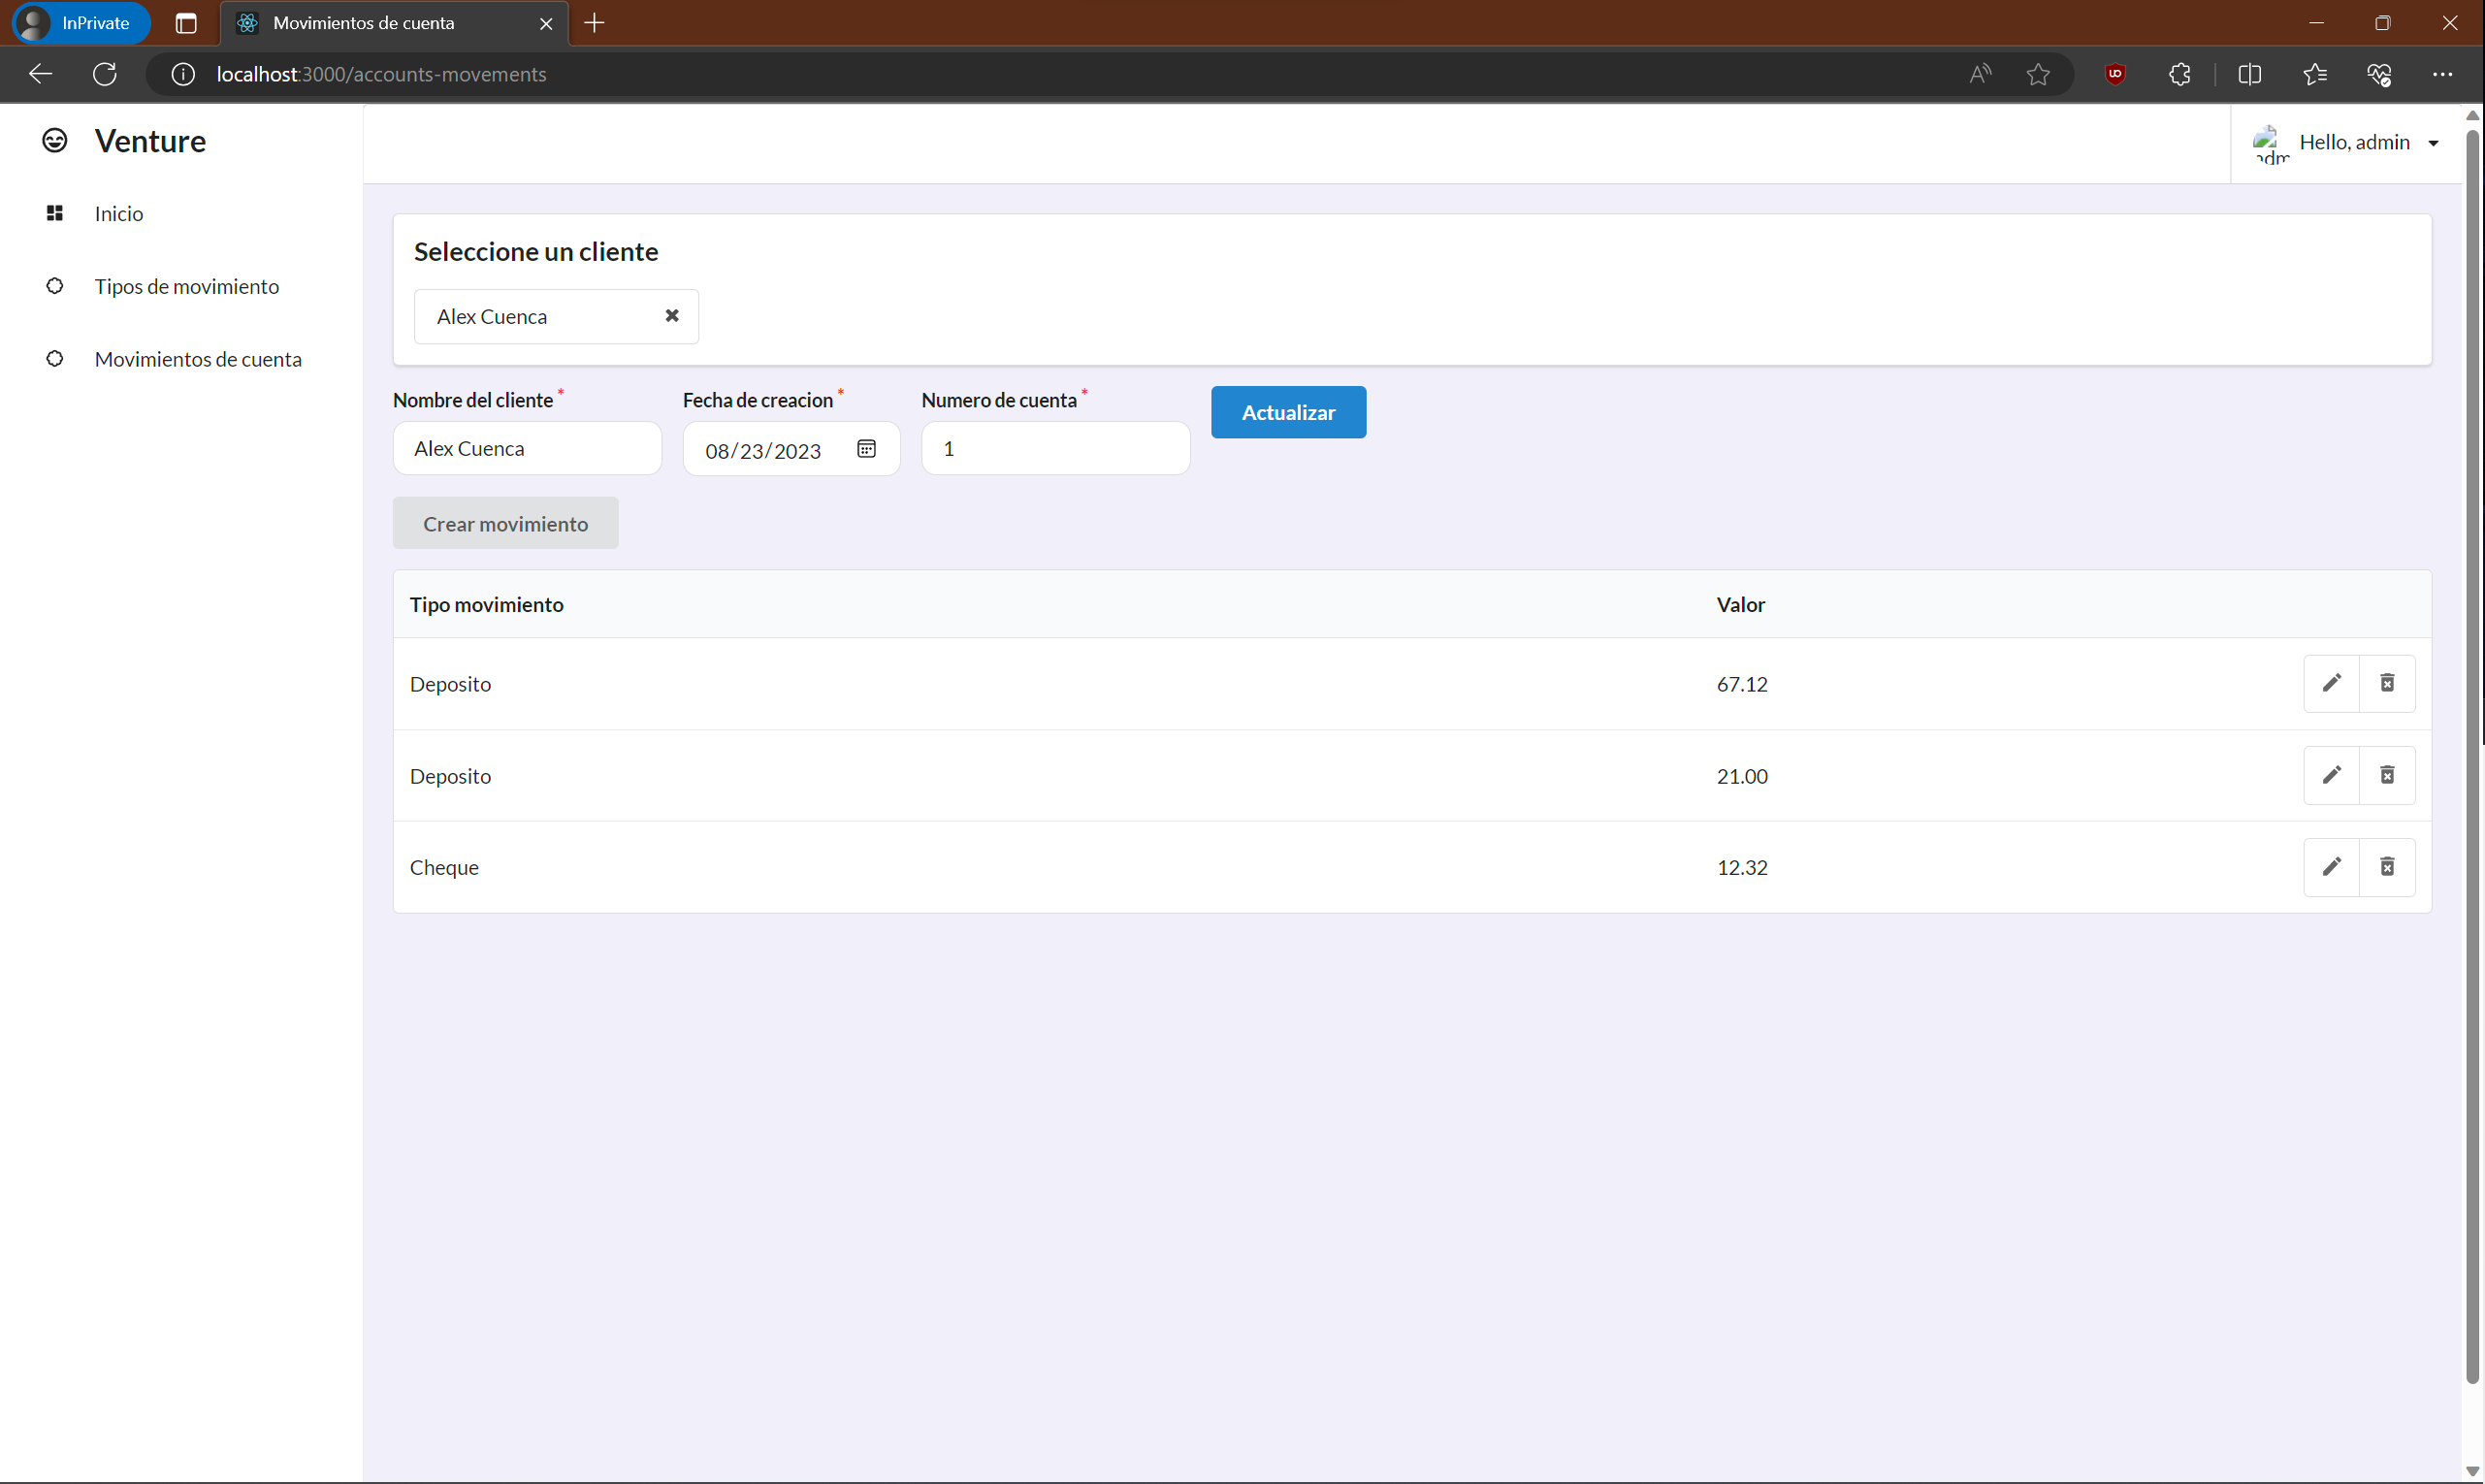 InPrivate
Movimientos de cuenta
localhost:3000/accounts-movements
Venture
Hello, admin
Inicio
Tipos de movimiento
Movimientos de cuenta
Seleccione un cliente
Alex Cuenca
Nombre del cliente * Fecha de creacion * Numero de cuenta *
Alex Cuenca 08/23/2023 1 Actualizar
Crear movimiento
Tipo movimiento Valor
Deposito 67.12
Deposito 21.00
Cheque 12.32